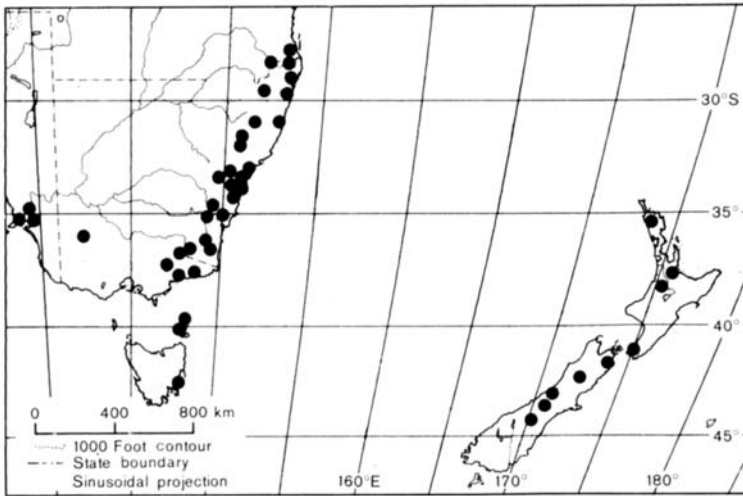 30°S
35°
40°
0 400 800 km
1000 Foot contour
State boundary
Sinusoidal projection
45°
160°E 170° 180°